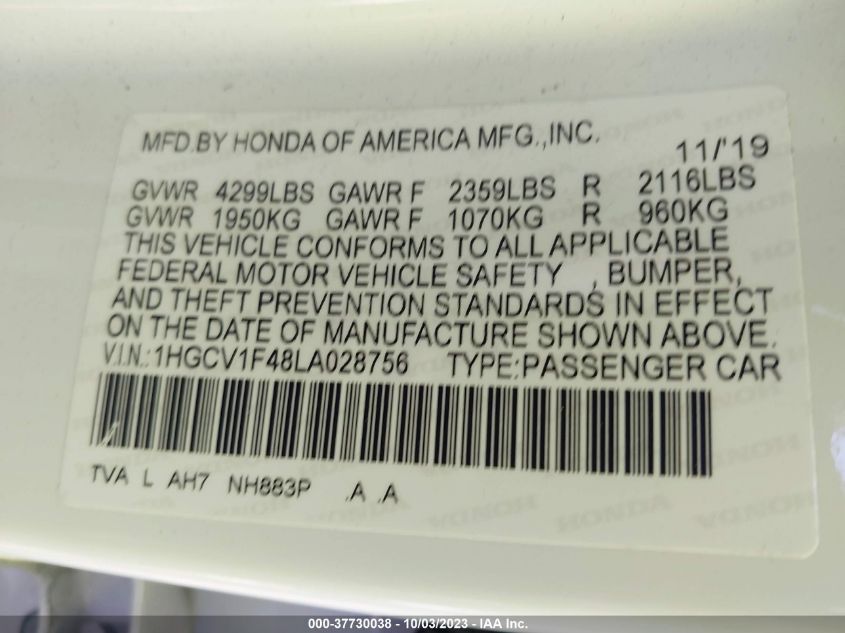 MFD.BY HONDA OF AMERICA MFG.,INC. 11/'19
GVWR 4299LBS GAWR F 2359LBS R 2116LBS
GVWR 1950KG GAWR F 1070KG R 960KG
THIS VEHICLE CONFORMS TO ALL APPLICABLE
FEDERAL MOTOR VEHICLE SAFETY , BUMPER,
AND THEFT PREVENTION STANDARDS IN EFFECT
ON THE DATE OF MANUFACTURE SHOWN ABOVE.
V.I.N.:1HGCV1F48LA028756 TYPE:PASSENGER CAR
TVA L AH7 NH883P .A .A
HONDA HONDA HONDA
000-37730038 - 10/03/2023 - IAA Inc.